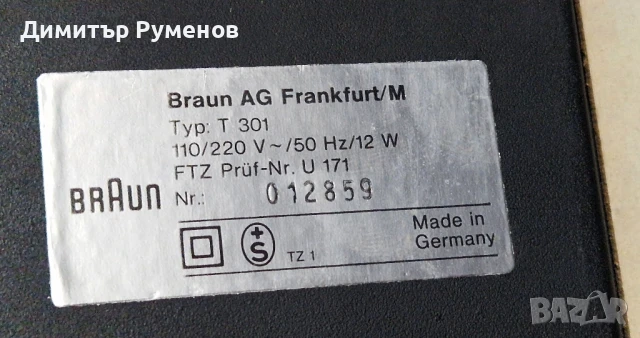 Димитър Руменов
Braun AG Frankfurt/M
Typ: T 301
110/220 V ~/50 Hz/12 W
FTZ Prüf-Nr. U 171
BRAUN
Nr.: 012859
+
S
TZ 1
Made in
Germany
BAZAR